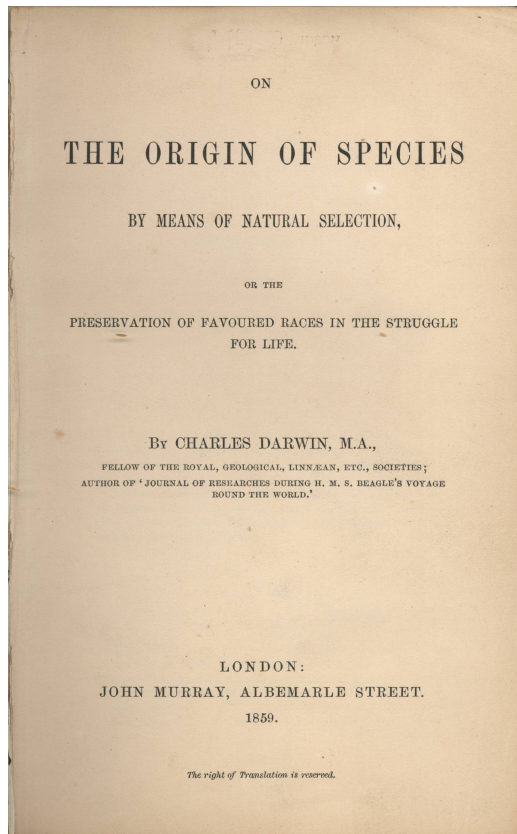 ON
THE ORIGIN OF SPECIES
BY MEANS OF NATURAL SELECTION,
OR THE
PRESERVATION OF FAVOURED RACES IN THE STRUGGLE
FOR LIFE.
By CHARLES DARWIN, M.A.,
FELLOW OF THE ROYAL, GEOLOGICAL, LINNÆAN, ETC., SOCIETIES;
AUTHOR OF ‘JOURNAL OF RESEARCHES DURING H. M. S. BEAGLE’S VOYAGE
ROUND THE WORLD.’
LONDON:
JOHN MURRAY, ALBEMARLE STREET.
1859.
The right of Translation is reserved.